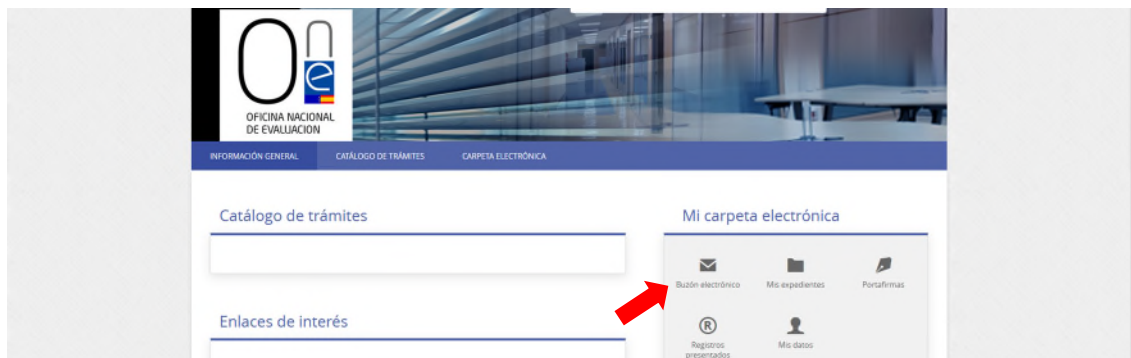 Oe
OFICINA NACIONAL
DE EVALUACION
INFORMACIÓN GENERAL
CATÁLOGO DE TRÁMITES
CARPETA ELECTRÓNICA
Catálogo de trámites
Enlaces de interés
Mi carpeta electrónica
Buzón electrónico
Mis expedientes
Portafirmas
R
Registros
presentados
Mis datos